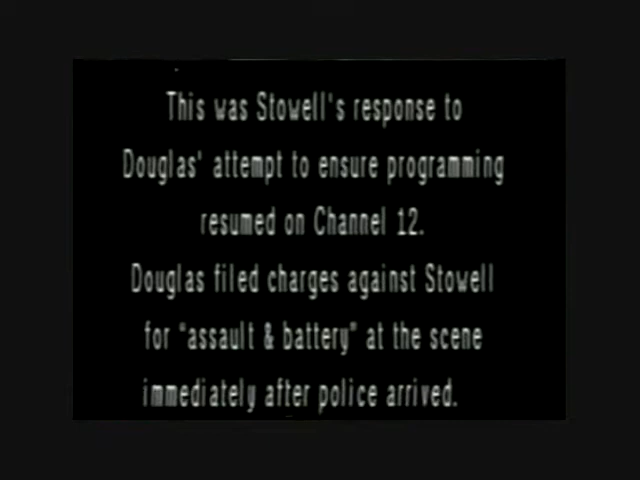 This was Stowell's response to
Douglas' attempt to ensure programming
resumed on Channel 12.
Douglas filed charges against Stowell
for "assault & battery" at the scene
immediately after police arrived.